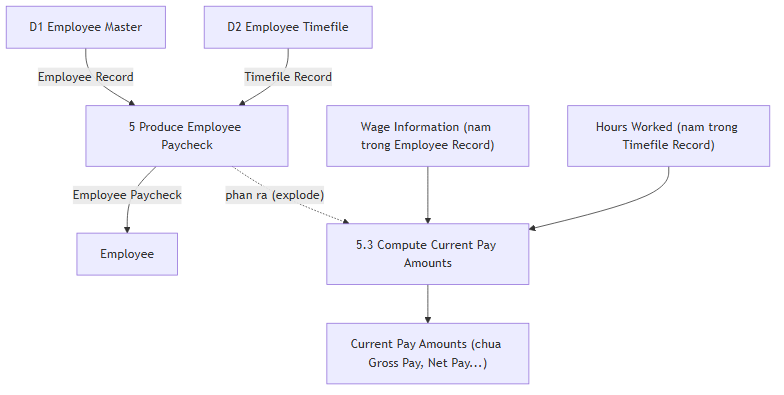 D1 Employee Master
D2 Employee Timefile
Employee Record
Timefile Record
5 Produce Employee
Paycheck
Wage Information (nam
trong Employee Record)
Hours Worked (nam trong
Timefile Record)
Employee Paycheck
phan ra (explode)
Employee
5.3 Compute Current Pay
Amounts
Current Pay Amounts (chua
Gross Pay, Net Pay...)